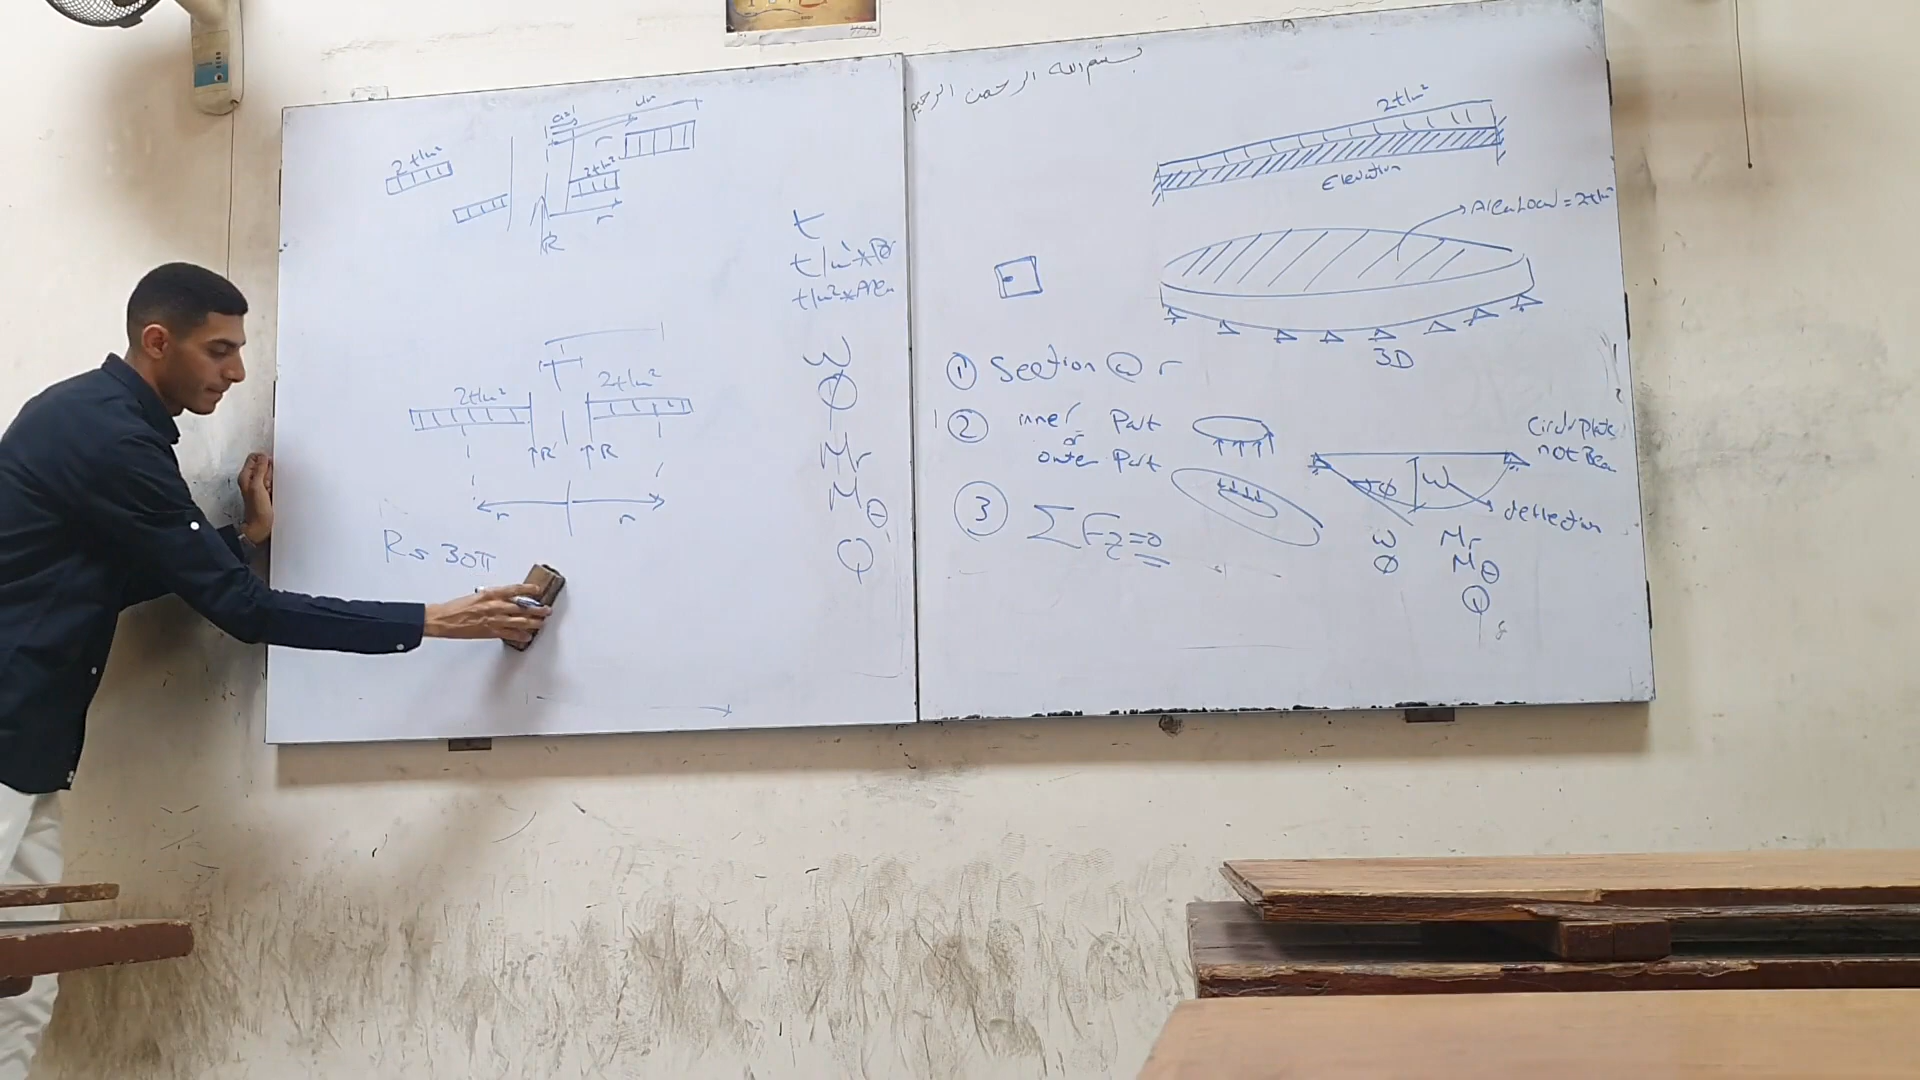 بسم الله الرحمن الرحيم
2t/m²
2t/m²
r
R
t
t/m²*Area
2t/m²
2t/m²
R
R
r
r
R = 30π
ω
Ø
Mr
Mθ
Q
2t/m²
Elevation
Area Load = 2t/m²
3D
① Section @ r
② inner Part
or
outer Part
③ ΣFz=0
Circular Plate
not Beam
Ø
ω
deflection
ω
Ø
Mr
Mθ
Q